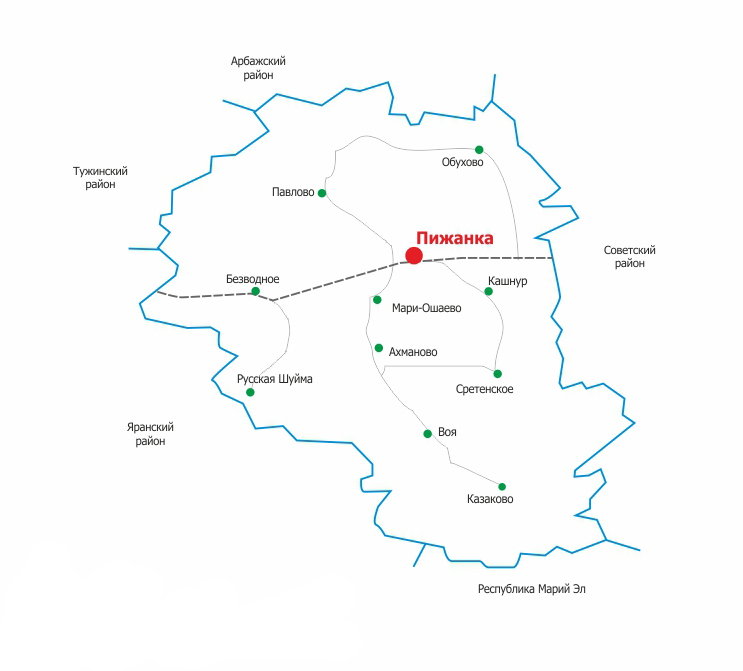 Арбажский
район
Обухово
Тужинский
район
Павлово
Пижанка
Советский
район
Безводное
Кашнур
Мари-Ошаево
Ахманово
Русская Шуйма
Сретенское
Яранский
район
Воя
Казаково
Республика Марий Эл